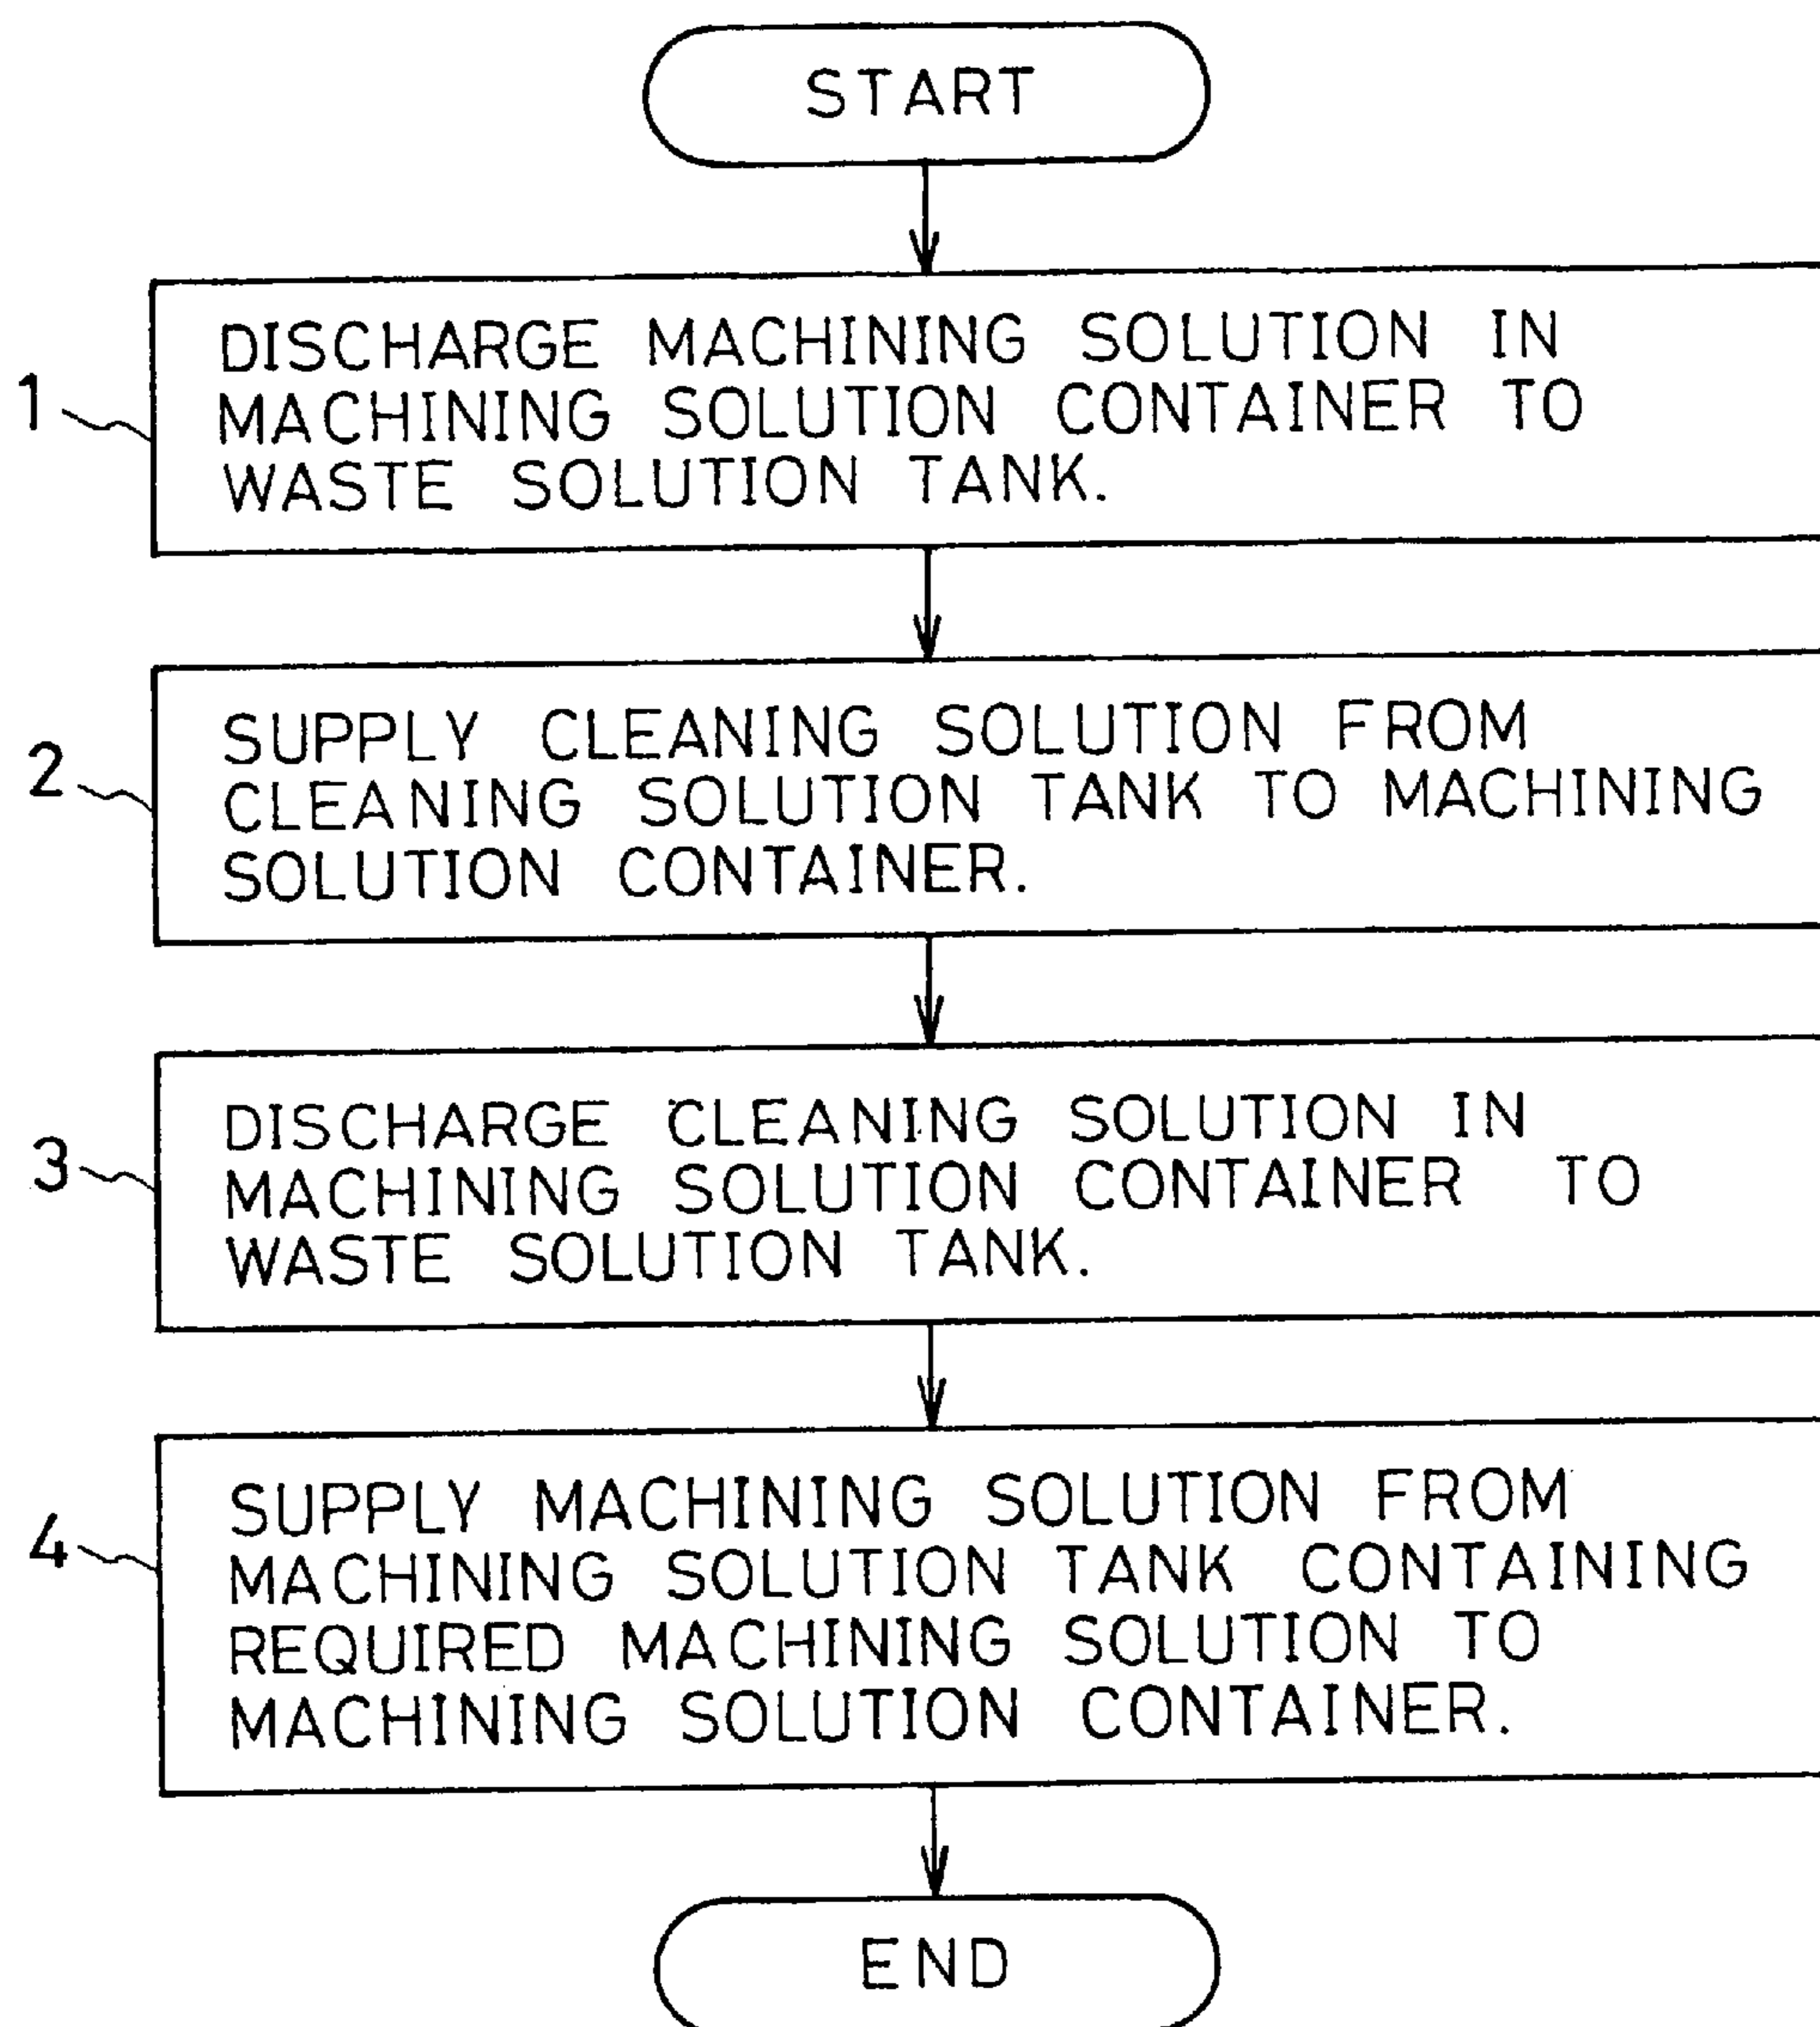 START
1
DISCHARGE MACHINING SOLUTION IN
MACHINING SOLUTION CONTAINER TO
WASTE SOLUTION TANK.
2
SUPPLY CLEANING SOLUTION FROM
CLEANING SOLUTION TANK TO MACHINING
SOLUTION CONTAINER.
3
DISCHARGE CLEANING SOLUTION IN
MACHINING SOLUTION CONTAINER TO
WASTE SOLUTION TANK.
4
SUPPLY MACHINING SOLUTION FROM
MACHINING SOLUTION TANK CONTAINING
REQUIRED MACHINING SOLUTION TO
MACHINING SOLUTION CONTAINER.
END